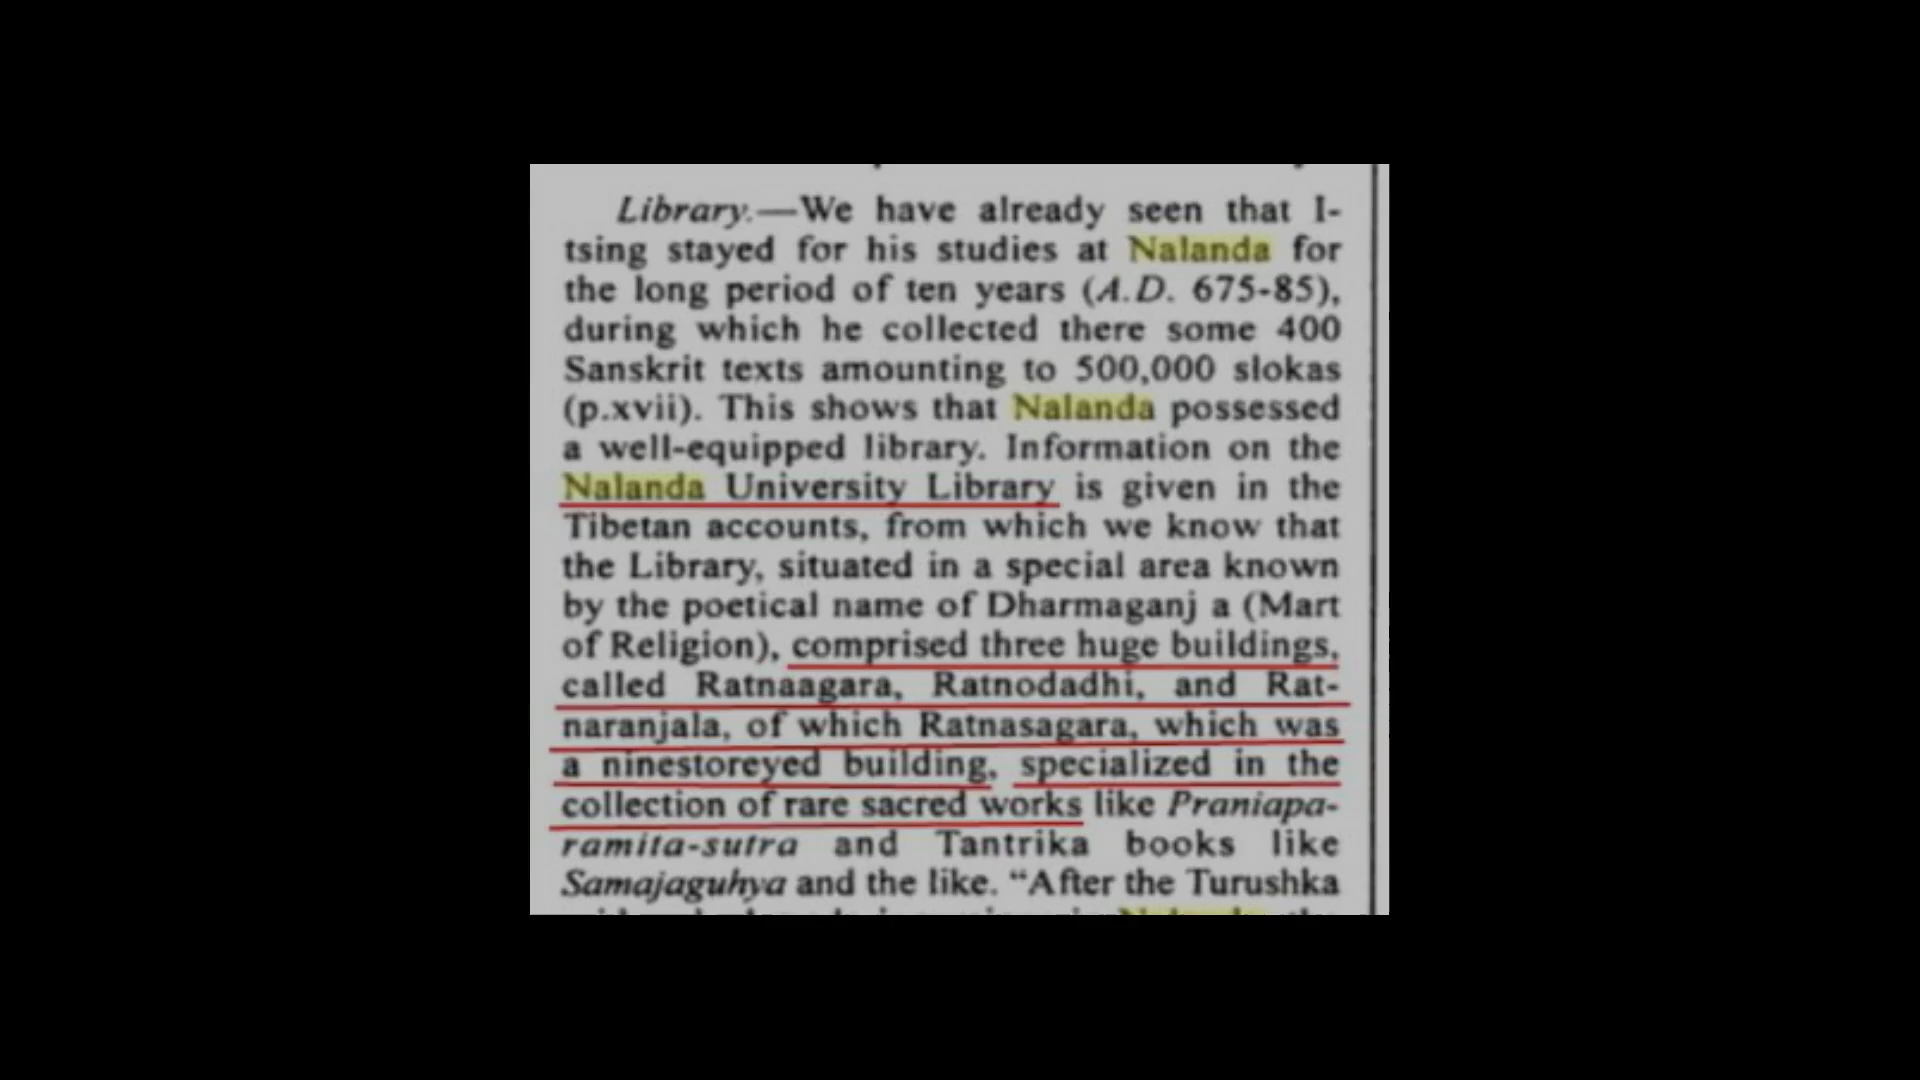 Library.—We have already seen that I-
tsing stayed for his studies at Nalanda for
the long period of ten years (A.D. 675-85),
during which he collected there some 400
Sanskrit texts amounting to 500,000 slokas
(p.xvii). This shows that Nalanda possessed
a well-equipped library. Information on the
Nalanda University Library is given in the
Tibetan accounts, from which we know that
the Library, situated in a special area known
by the poetical name of Dharmaganj a (Mart
of Religion), comprised three huge buildings,
called Ratnaagara, Ratnodadhi, and Rat-
naranjala, of which Ratnasagara, which was
a ninestoreyed building, specialized in the
collection of rare sacred works like Praniapa-
ramita-sutra and Tantrika books like
Samajaguhya and the like. “After the Turushka
Nalanda